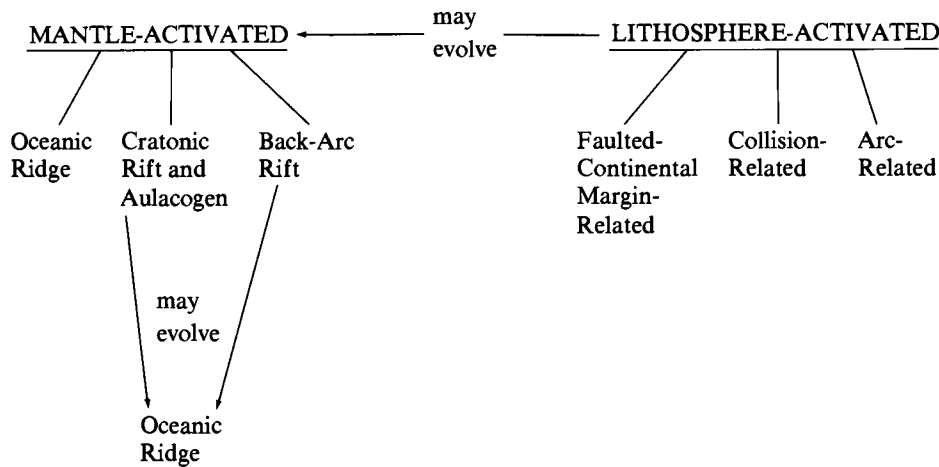 MANTLE-ACTIVATED
may
evolve
LITHOSPHERE-ACTIVATED
Oceanic
Ridge
Cratonic
Rift and
Aulacogen
Back-Arc
Rift
Faulted-
Continental
Margin-
Related
Collision-
Related
Arc-
Related
may
evolve
Oceanic
Ridge